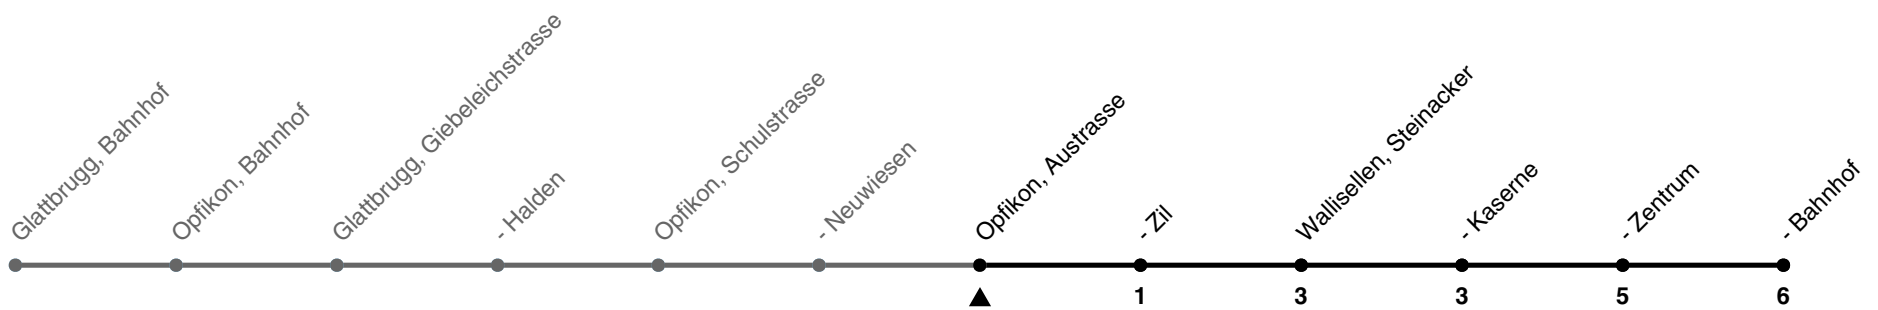 Glattbrugg, Bahnhof
Opfikon, Bahnhof
Glattbrugg, Giebeleichstrasse
- Halden
Opfikon, Schulstrasse
- Neuwiesen
Opfikon, Austrasse
- Zil
Wallisellen, Steinacker
- Kaserne
- Zentrum
- Bahnhof
1 3 3 5 6